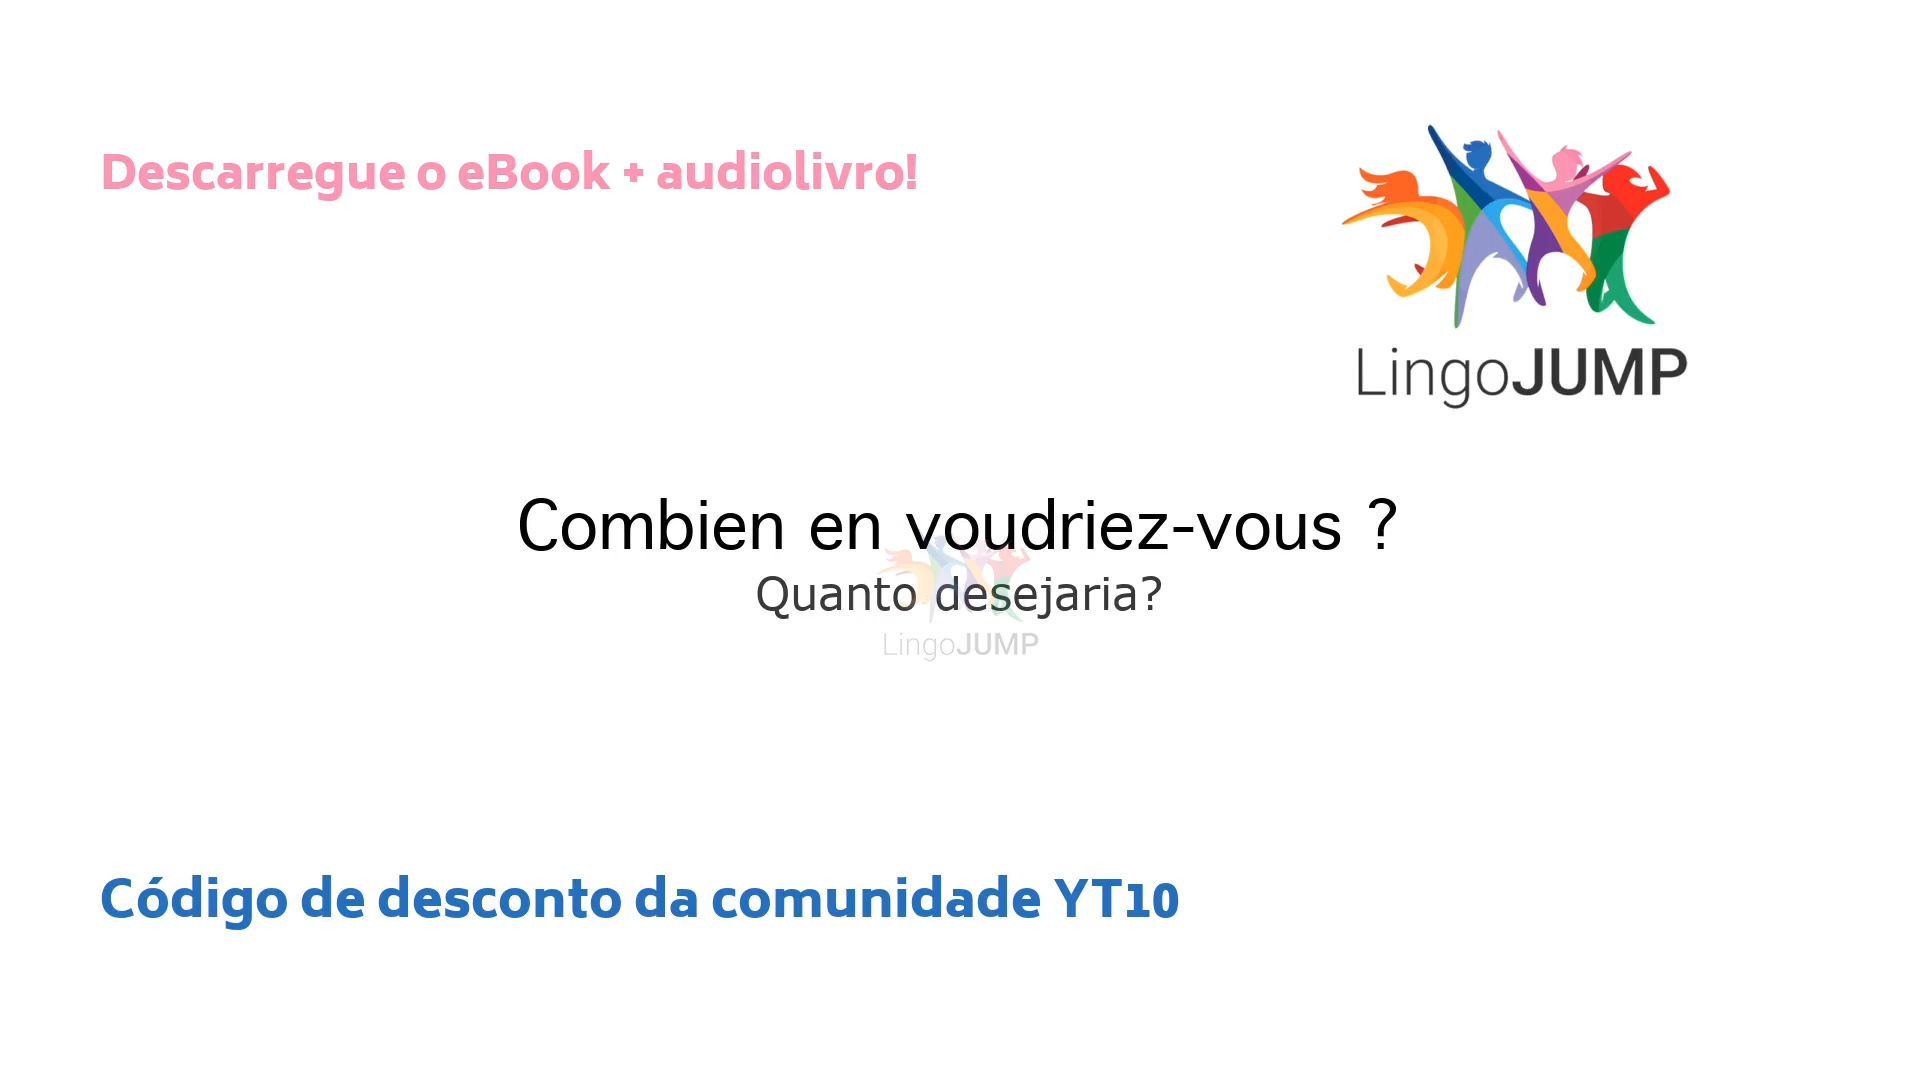 Descarregue o eBook + audiolivro!
LingoJUMP
Combien en voudriez-vous ?
Quanto desejaria?
LingoJUMP
Código de desconto da comunidade YT10